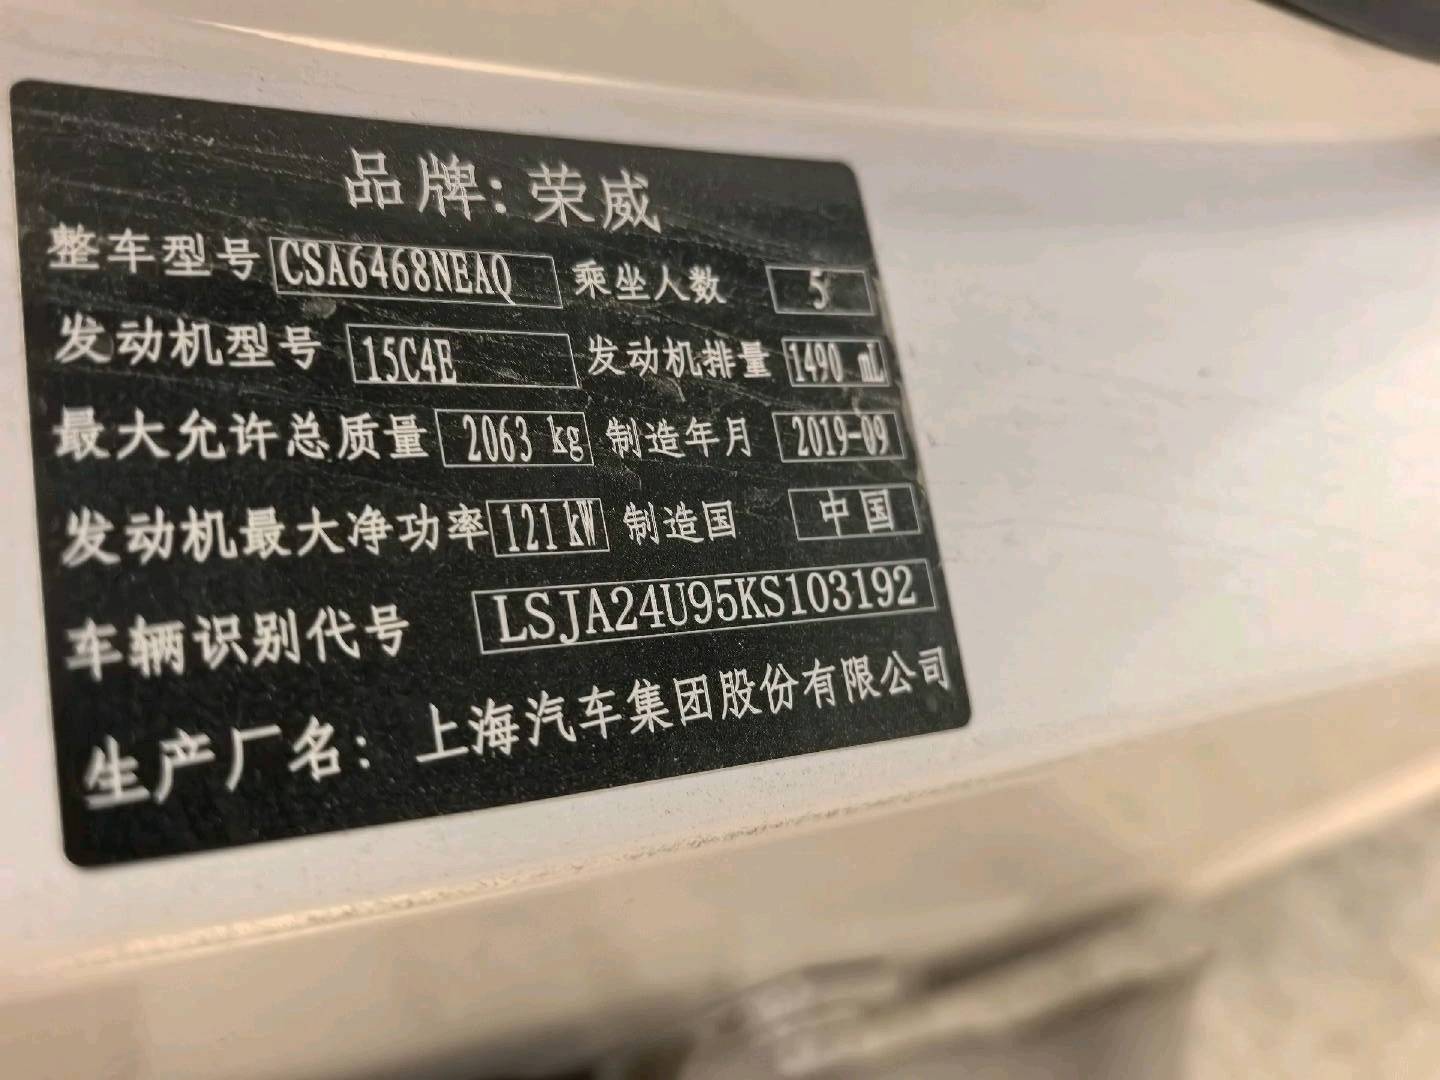 品牌：荣威
整车型号 CSA6468NEAQ 乘坐人数 5
发动机型号 15C4E 发动机排量 1490 mL
最大允许总质量 2063 kg 制造年月 2019-09
发动机最大净功率 121 kW 制造国 中国
车辆识别代号 LSJA24U95KS103192
生产厂名：上海汽车集团股份有限公司